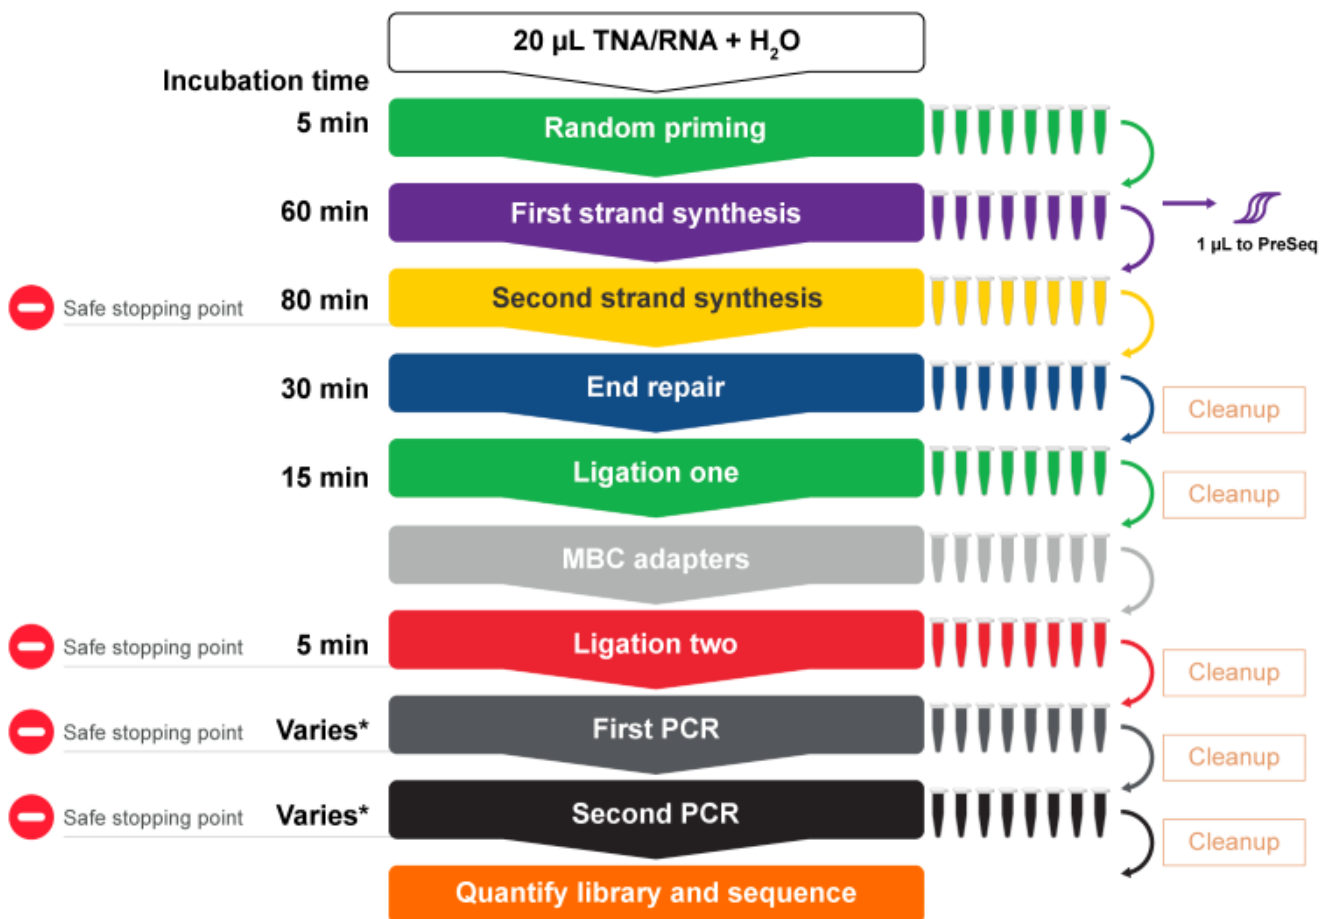 20 µL TNA/RNA + H₂O
Incubation time
5 min
Random priming
60 min
First strand synthesis
1 µL to PreSeq
Safe stopping point
80 min
Second strand synthesis
30 min
End repair
Cleanup
15 min
Ligation one
Cleanup
MBC adapters
Safe stopping point
5 min
Ligation two
Cleanup
Safe stopping point
Varies*
First PCR
Cleanup
Safe stopping point
Varies*
Second PCR
Cleanup
Quantify library and sequence